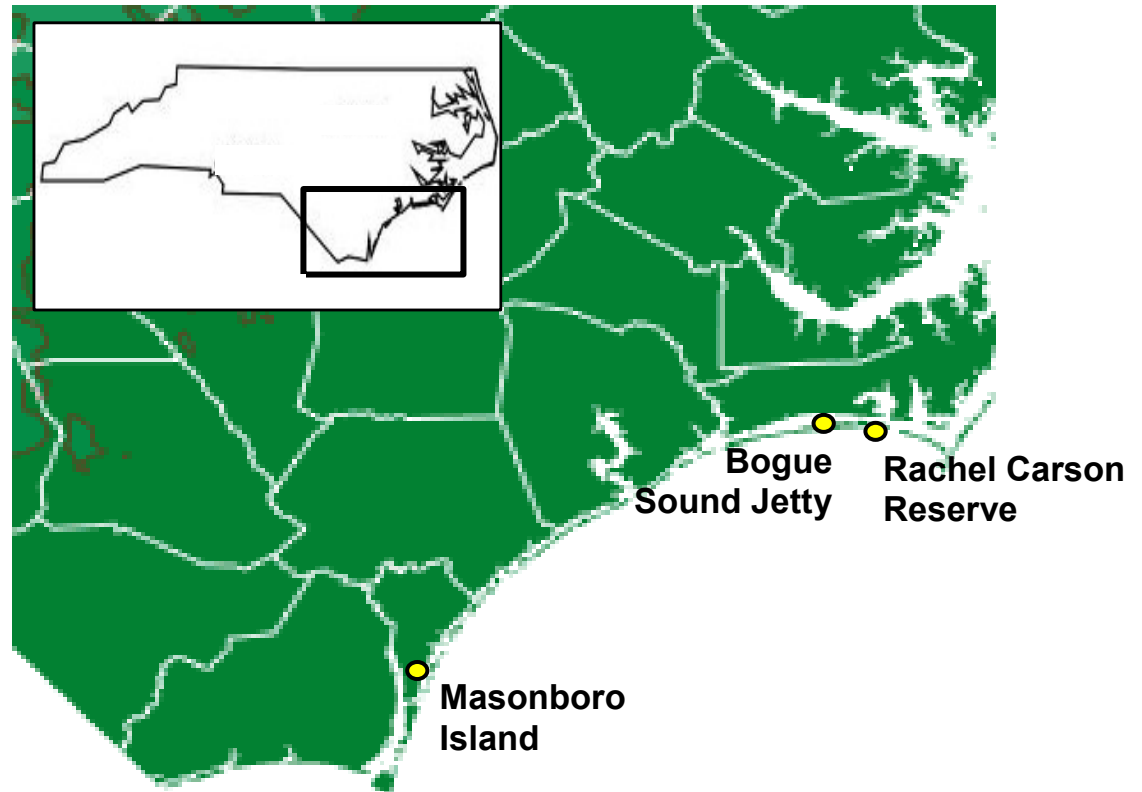 Bogue
Sound Jetty
Rachel Carson
Reserve
Masonboro
Island